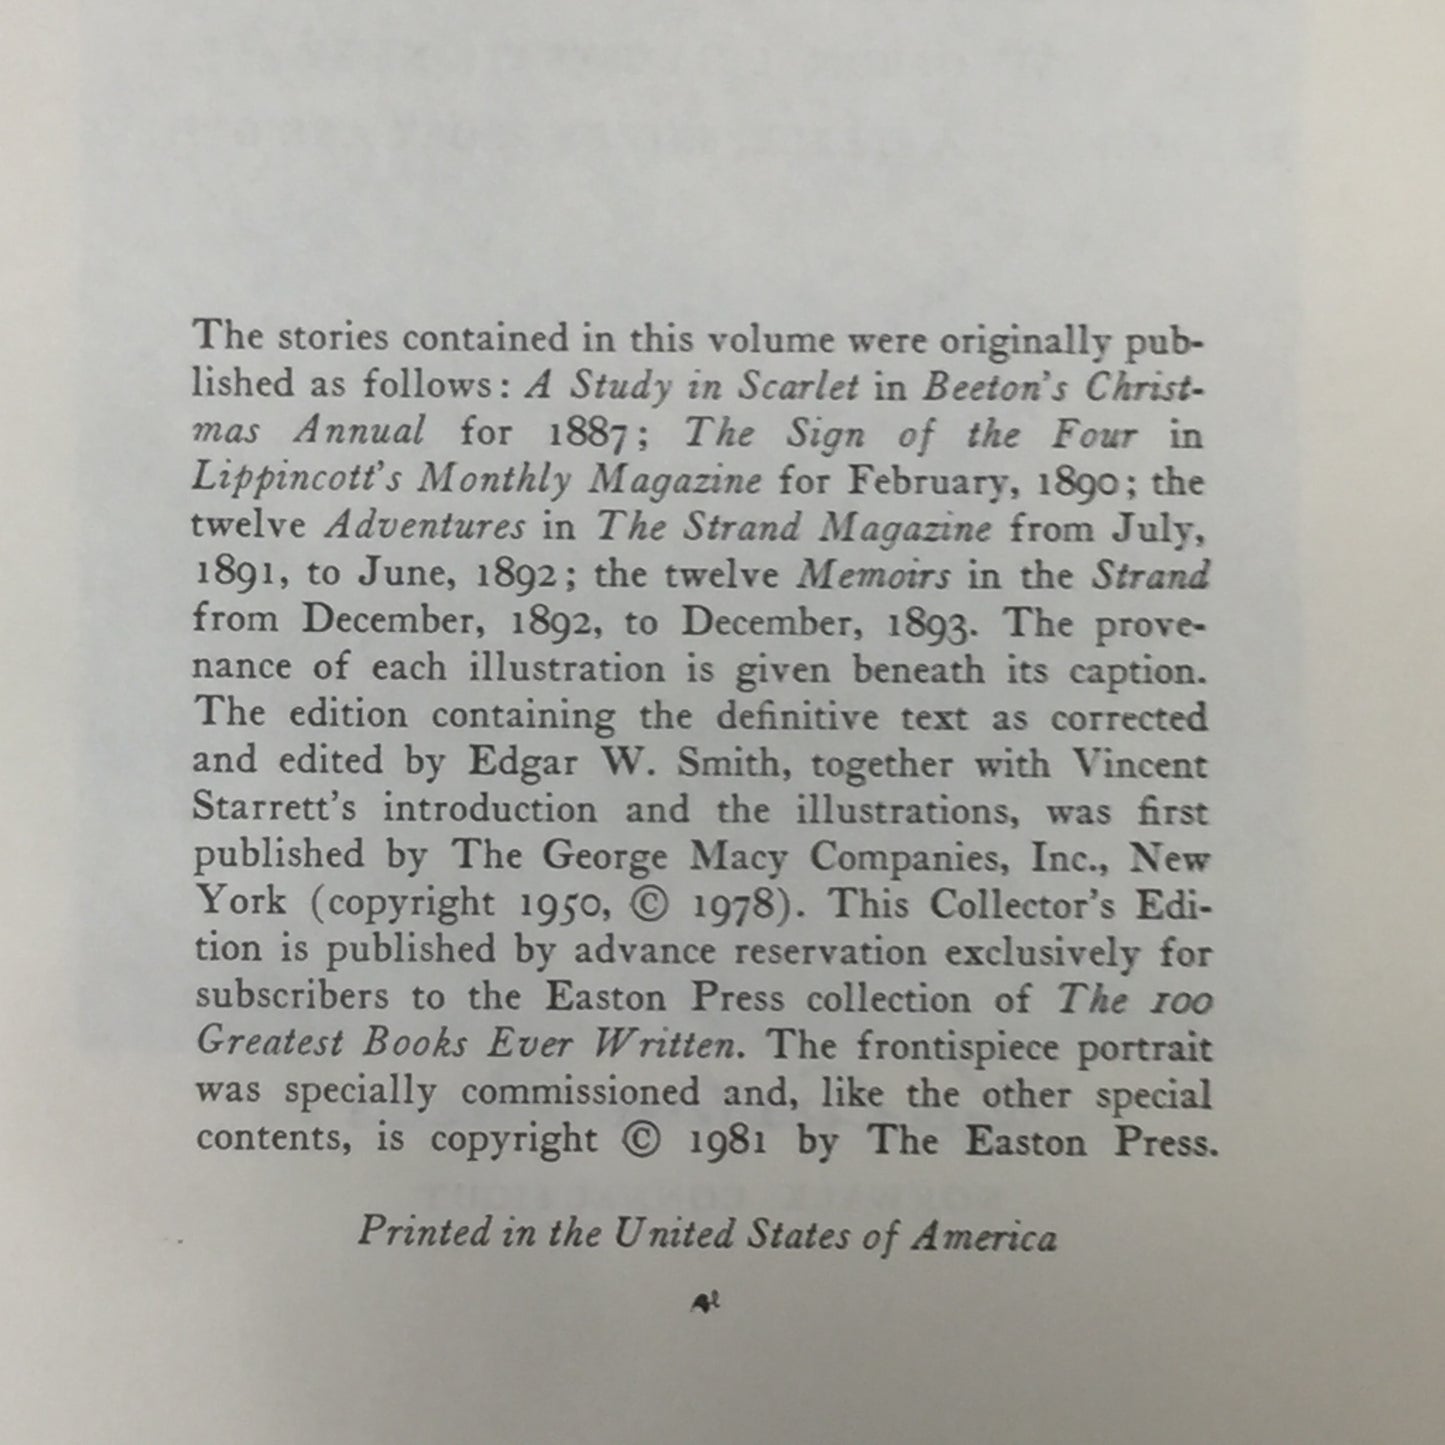 The stories contained in this volume were originally pub-
lished as follows: A Study in Scarlet in Beeton's Christ-
mas Annual for 1887; The Sign of the Four in
Lippincott's Monthly Magazine for February, 1890; the
twelve Adventures in The Strand Magazine from July,
1891, to June, 1892; the twelve Memoirs in the Strand
from December, 1892, to December, 1893. The prove-
nance of each illustration is given beneath its caption.
The edition containing the definitive text as corrected
and edited by Edgar W. Smith, together with Vincent
Starrett's introduction and the illustrations, was first
published by The George Macy Companies, Inc., New
York (copyright 1950, © 1978). This Collector's Edi-
tion is published by advance reservation exclusively for
subscribers to the Easton Press collection of The 100
Greatest Books Ever Written. The frontispiece portrait
was specially commissioned and, like the other special
contents, is copyright © 1981 by The Easton Press.
Printed in the United States of America